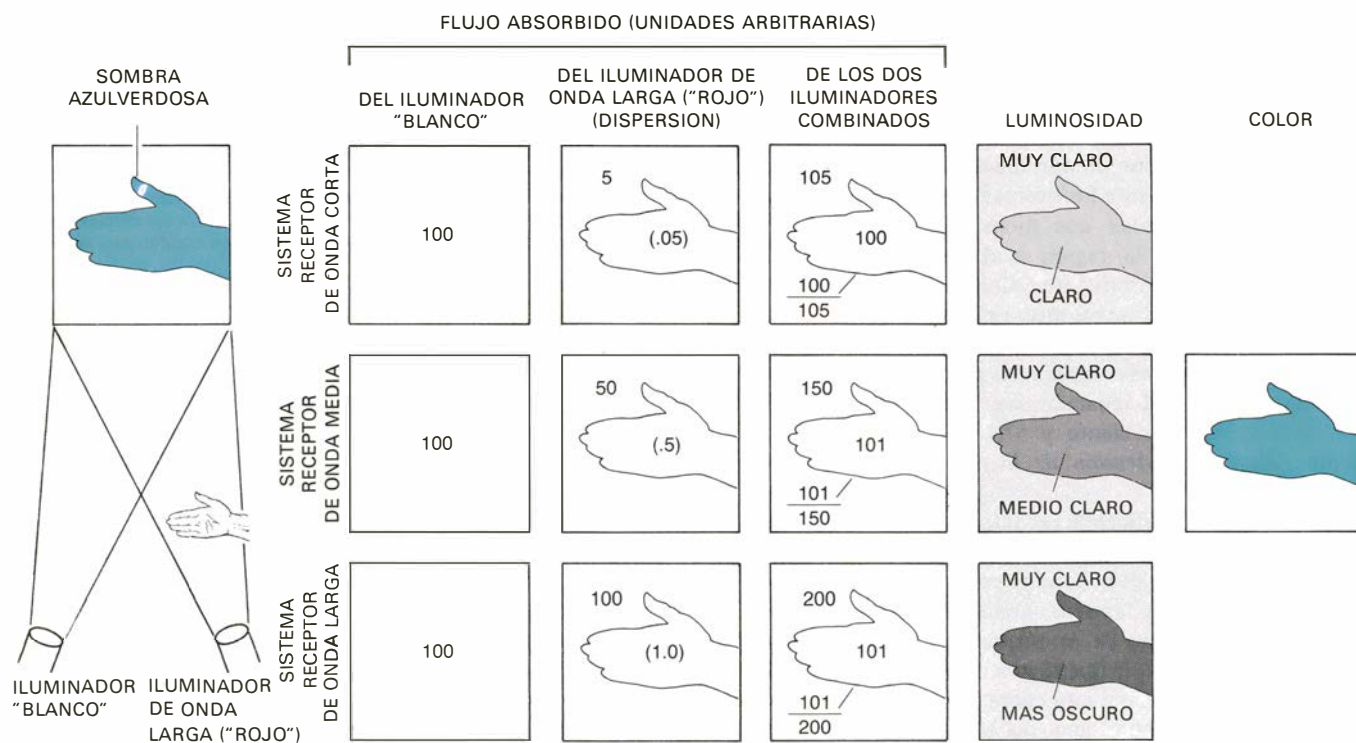 FLUJO ABSORBIDO (UNIDADES ARBITRARIAS)
SOMBRA
AZULVERDOSA
DEL ILUMINADOR
"BLANCO"
DEL ILUMINADOR DE
ONDA LARGA ("ROJO")
(DISPERSION)
DE LOS DOS
ILUMINADORES
COMBINADOS
LUMINOSIDAD
COLOR
SISTEMA
RECEPTOR
DE ONDA CORTA
100
5
(.05)
105
100
100
105
MUY CLARO
CLARO
SISTEMA
RECEPTOR
DE ONDA MEDIA
100
50
(.5)
150
101
101
150
MUY CLARO
MEDIO CLARO
SISTEMA
RECEPTOR
DE ONDA LARGA
100
100
(1.0)
200
101
101
200
MUY CLARO
MAS OSCURO
ILUMINADOR
"BLANCO"
ILUMINADOR
DE ONDA
LARGA ("ROJO")